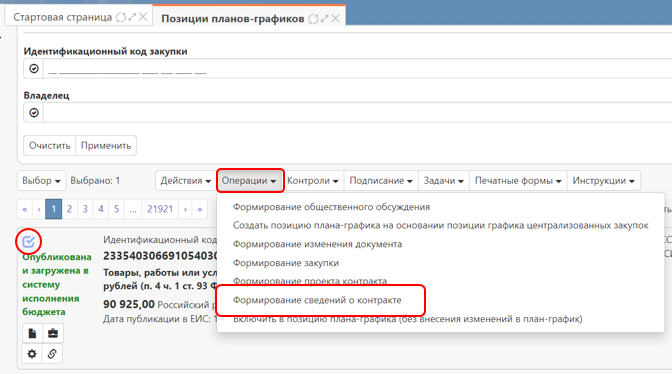 Стартовая страница
Позиции планов-графиков
Идентификационный код закупки
Владелец
Очистить Применить
Выбор Выбрано: 1 Действия Операции Контроли Подписание Задачи Печатные формы Инструкции
« ‹ 1 2 3 4 5 ... 21921 › »
Формирование общественного обсуждения
Создать позицию плана-графика на основании позиции графика централизованных закупок
Формирование изменения документа
Формирование закупки
Формирование проекта контракта
Формирование сведений о контракте
Включить в позицию плана-графика (без внесения изменений в план-график)
Опубликована и загружена в систему исполнения бюджета
Идентификационный код
233540306691054030
Товары, работы или усл
рублей (п. 4 ч. 1 ст. 93 Ф
90 925,00 Российский р
Дата публикации в ЕИС: 1